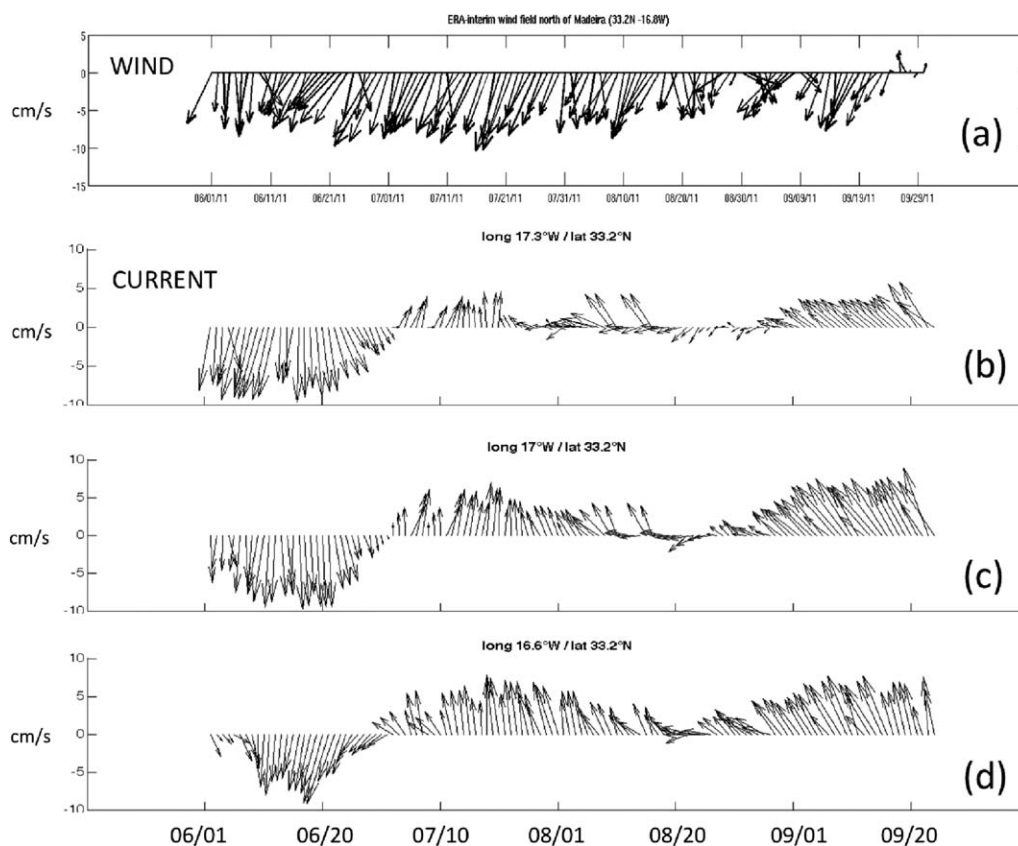 ERA-interim wind field north of Madeira (33.2N -16.8W)
5
WIND
0
cm/s
-5
(a)
-10
-15
06/01/11 06/11/11 06/21/11 07/01/11 07/11/11 07/21/11 07/31/11 08/10/11 08/20/11 08/30/11 09/09/11 09/19/11 09/29/11
long 17.3°W / lat 33.2°N
10
CURRENT
5
cm/s
0
-5
(b)
-10
long 17°W / lat 33.2°N
10
5
cm/s
0
-5
(c)
-10
long 16.6°W / lat 33.2°N
10
5
cm/s
0
-5
(d)
-10
06/01 06/20 07/10 08/01 08/20 09/01 09/20